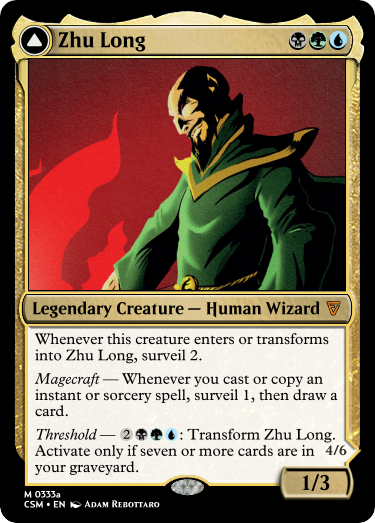 Zhu Long
Legendary Creature — Human Wizard
Whenever this creature enters or transforms
into Zhu Long, surveil 2.
Magecraft — Whenever you cast or copy an
instant or sorcery spell, surveil 1, then draw a
card.
Threshold — 2: Transform Zhu Long.
Activate only if seven or more cards are in
your graveyard.
4/6
1/3
M 0333a
CSM • EN Adam Rebottaro